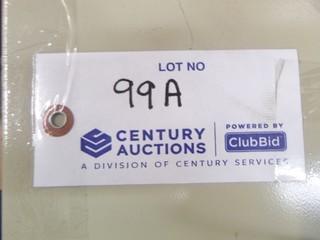 LOT NO
99A
CENTURY AUCTIONS
POWERED BY
ClubBid
A DIVISION OF CENTURY SERVICES